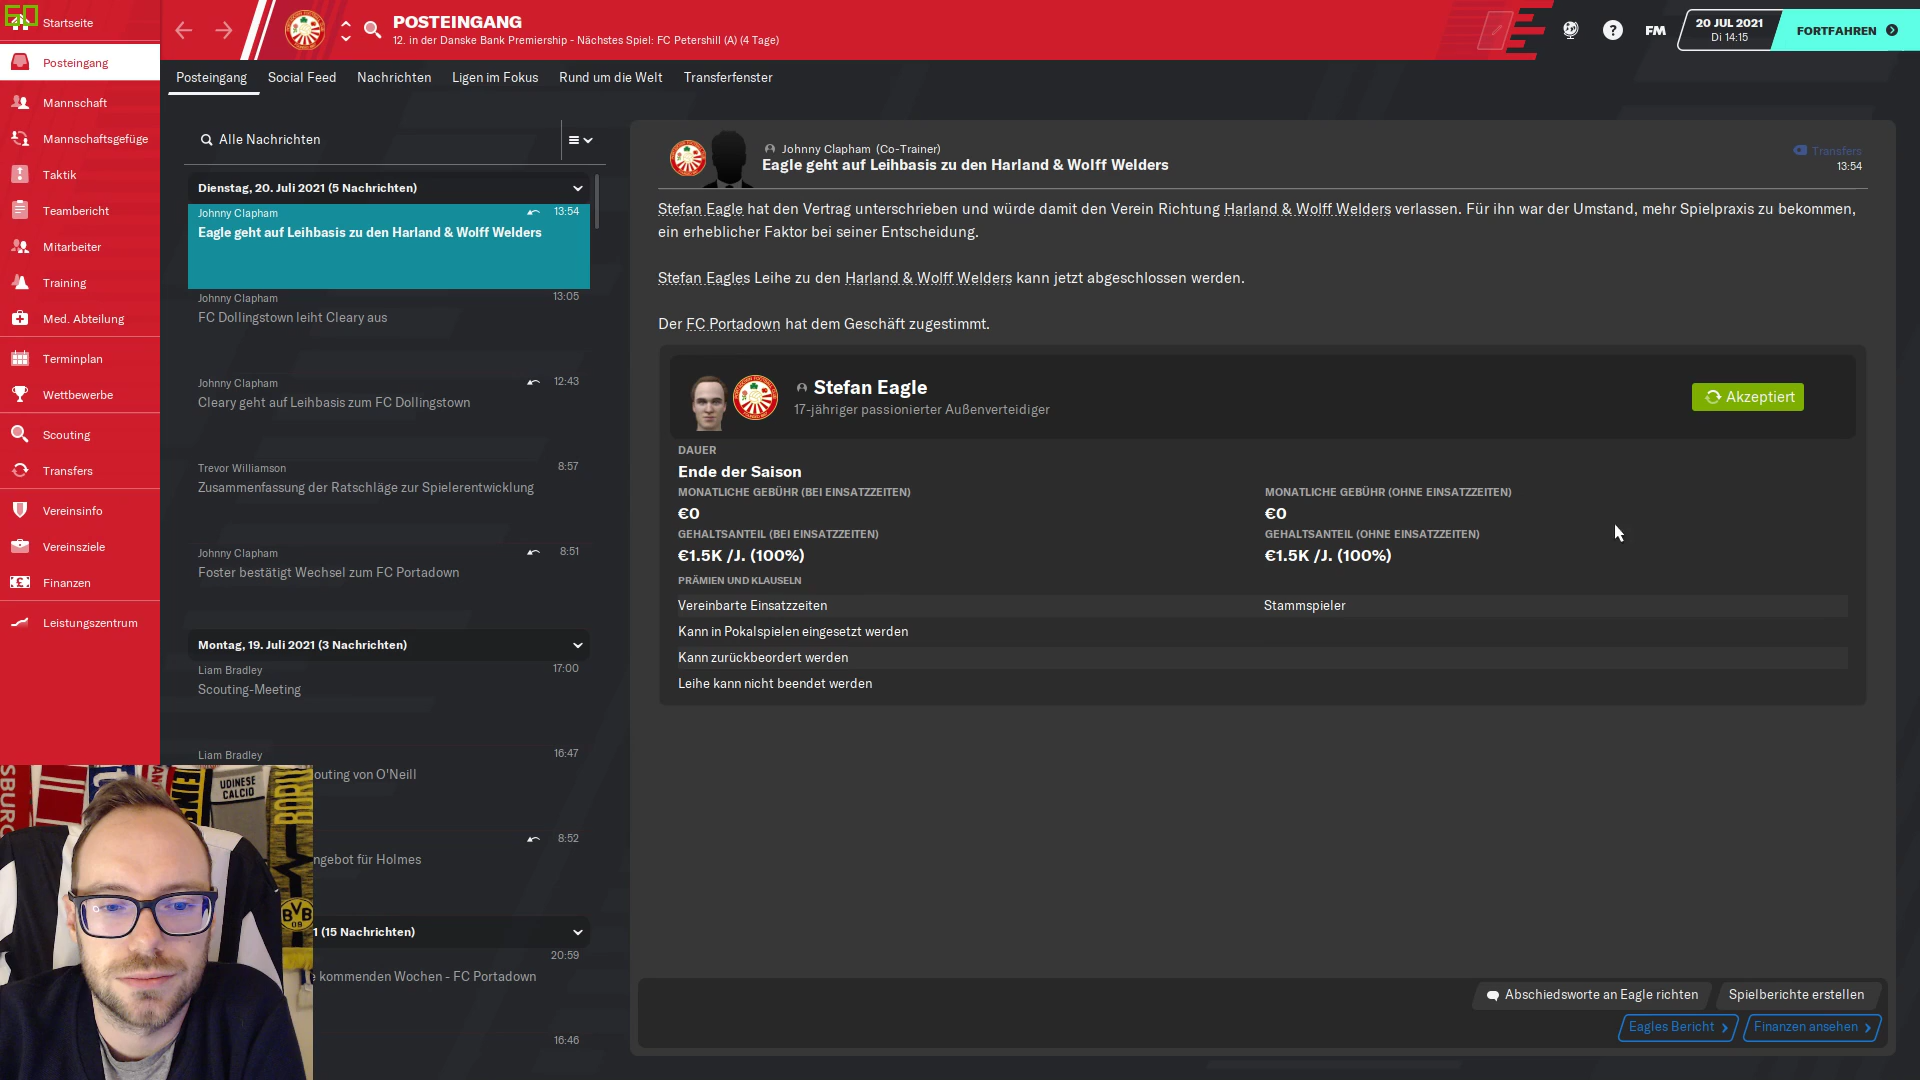 60
Startseite
Posteingang
Mannschaft
Mannschaftsgefüge
Taktik
Teambericht
Mitarbeiter
Training
Med. Abteilung
Terminplan
Wettbewerbe
Scouting
Transfers
Vereinsinfo
Vereinsziele
Finanzen
Leistungszentrum
POSTEINGANG
12. in der Danske Bank Premiership - Nächstes Spiel: FC Petershill (A) (4 Tage)
FM
20 JUL 2021
Di 14:15
FORTFAHREN
Posteingang Social Feed Nachrichten Ligen im Fokus Rund um die Welt Transferfenster
Alle Nachrichten
Dienstag, 20. Juli 2021 (5 Nachrichten)
Johnny Clapham 13:54
Eagle geht auf Leihbasis zu den Harland & Wolff Welders
Johnny Clapham 13:05
FC Dollingstown leiht Cleary aus
Johnny Clapham 12:43
Cleary geht auf Leihbasis zum FC Dollingstown
Trevor Williamson 8:57
Zusammenfassung der Ratschläge zur Spielerentwicklung
Johnny Clapham 8:51
Foster bestätigt Wechsel zum FC Portadown
Montag, 19. Juli 2021 (3 Nachrichten)
Liam Bradley 17:00
Scouting-Meeting
Liam Bradley 16:47
outing von O'Neill
8:52
ngebot für Holmes
1 (15 Nachrichten)
20:59
e kommenden Wochen - FC Portadown
16:46
Johnny Clapham (Co-Trainer)
Eagle geht auf Leihbasis zu den Harland & Wolff Welders
Transfers
13:54
Stefan Eagle hat den Vertrag unterschrieben und würde damit den Verein Richtung Harland & Wolff Welders verlassen. Für ihn war der Umstand, mehr Spielpraxis zu bekommen,
ein erheblicher Faktor bei seiner Entscheidung.
Stefan Eagles Leihe zu den Harland & Wolff Welders kann jetzt abgeschlossen werden.
Der FC Portadown hat dem Geschäft zugestimmt.
Stefan Eagle
17-jähriger passionierter Außenverteidiger
Akzeptiert
DAUER
Ende der Saison
MONATLICHE GEBÜHR (BEI EINSATZZEITEN) MONATLICHE GEBÜHR (OHNE EINSATZZEITEN)
€0 €0
GEHALTSANTEIL (BEI EINSATZZEITEN) GEHALTSANTEIL (OHNE EINSATZZEITEN)
€1.5K /J. (100%) €1.5K /J. (100%)
PRÄMIEN UND KLAUSELN
Vereinbarte Einsatzzeiten Stammspieler
Kann in Pokalspielen eingesetzt werden
Kann zurückbeordert werden
Leihe kann nicht beendet werden
Abschiedsworte an Eagle richten Spielberichte erstellen
Eagles Bericht Finanzen ansehen
UDINESE
CALCIO
BVB
09